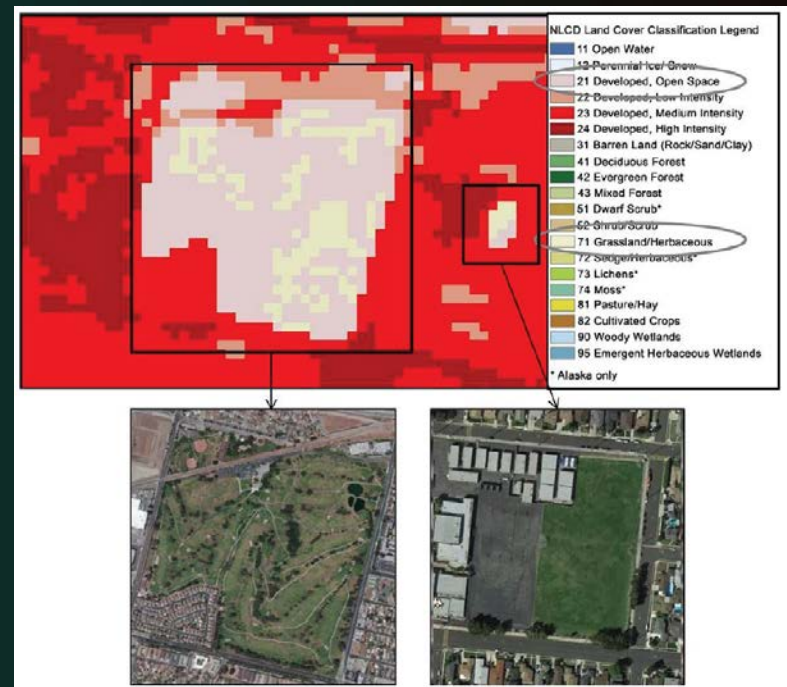 NLCD Land Cover Classification Legend
11 Open Water
12 Perennial Ice/ Snow
21 Developed, Open Space
22 Developed, Low Intensity
23 Developed, Medium Intensity
24 Developed, High Intensity
31 Barren Land (Rock/Sand/Clay)
41 Deciduous Forest
42 Evergreen Forest
43 Mixed Forest
51 Dwarf Scrub*
52 Shrub/Scrub
71 Grassland/Herbaceous
72 Sedge/Herbaceous*
73 Lichens*
74 Moss*
81 Pasture/Hay
82 Cultivated Crops
90 Woody Wetlands
95 Emergent Herbaceous Wetlands
* Alaska only